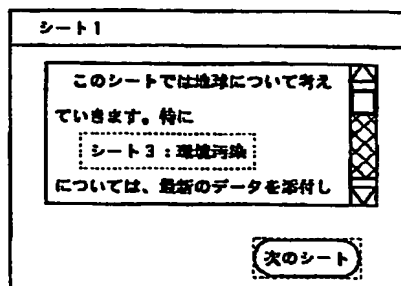 シート1
このシートでは地球について考え
ていきます。特に
シート3：環境汚染
については、最新のデータを添付し
次のシート